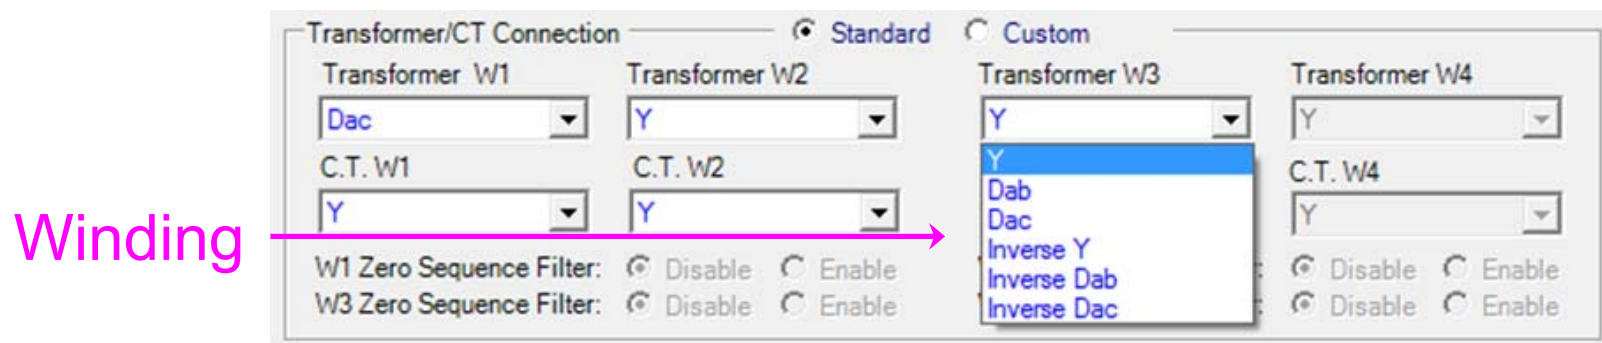 Transformer/CT Connection Standard Custom
Transformer W1 Transformer W2 Transformer W3 Transformer W4
Dac Y Y Y
C.T. W1 C.T. W2 Y C.T. W4
Dab
Y Y Dac Y
Winding
Inverse Y
W1 Zero Sequence Filter: Disable Enable Inverse Dab : Disable Enable
W3 Zero Sequence Filter: Disable Enable Inverse Dac : Disable Enable